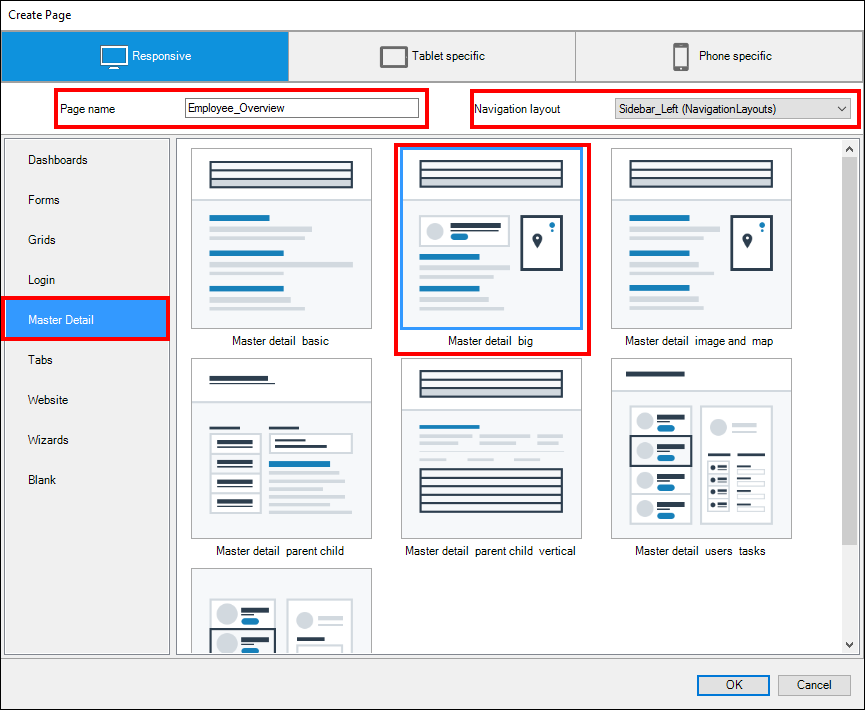 Create Page
Responsive
Tablet specific
Phone specific
Page name
Employee_Overview
Navigation layout
Sidebar_Left (NavigationLayouts)
Dashboards
Forms
Grids
Login
Master Detail
Tabs
Website
Wizards
Blank
Master detail basic
Master detail big
Master detail image and map
Master detail parent child
Master detail parent child vertical
Master detail users tasks
OK
Cancel